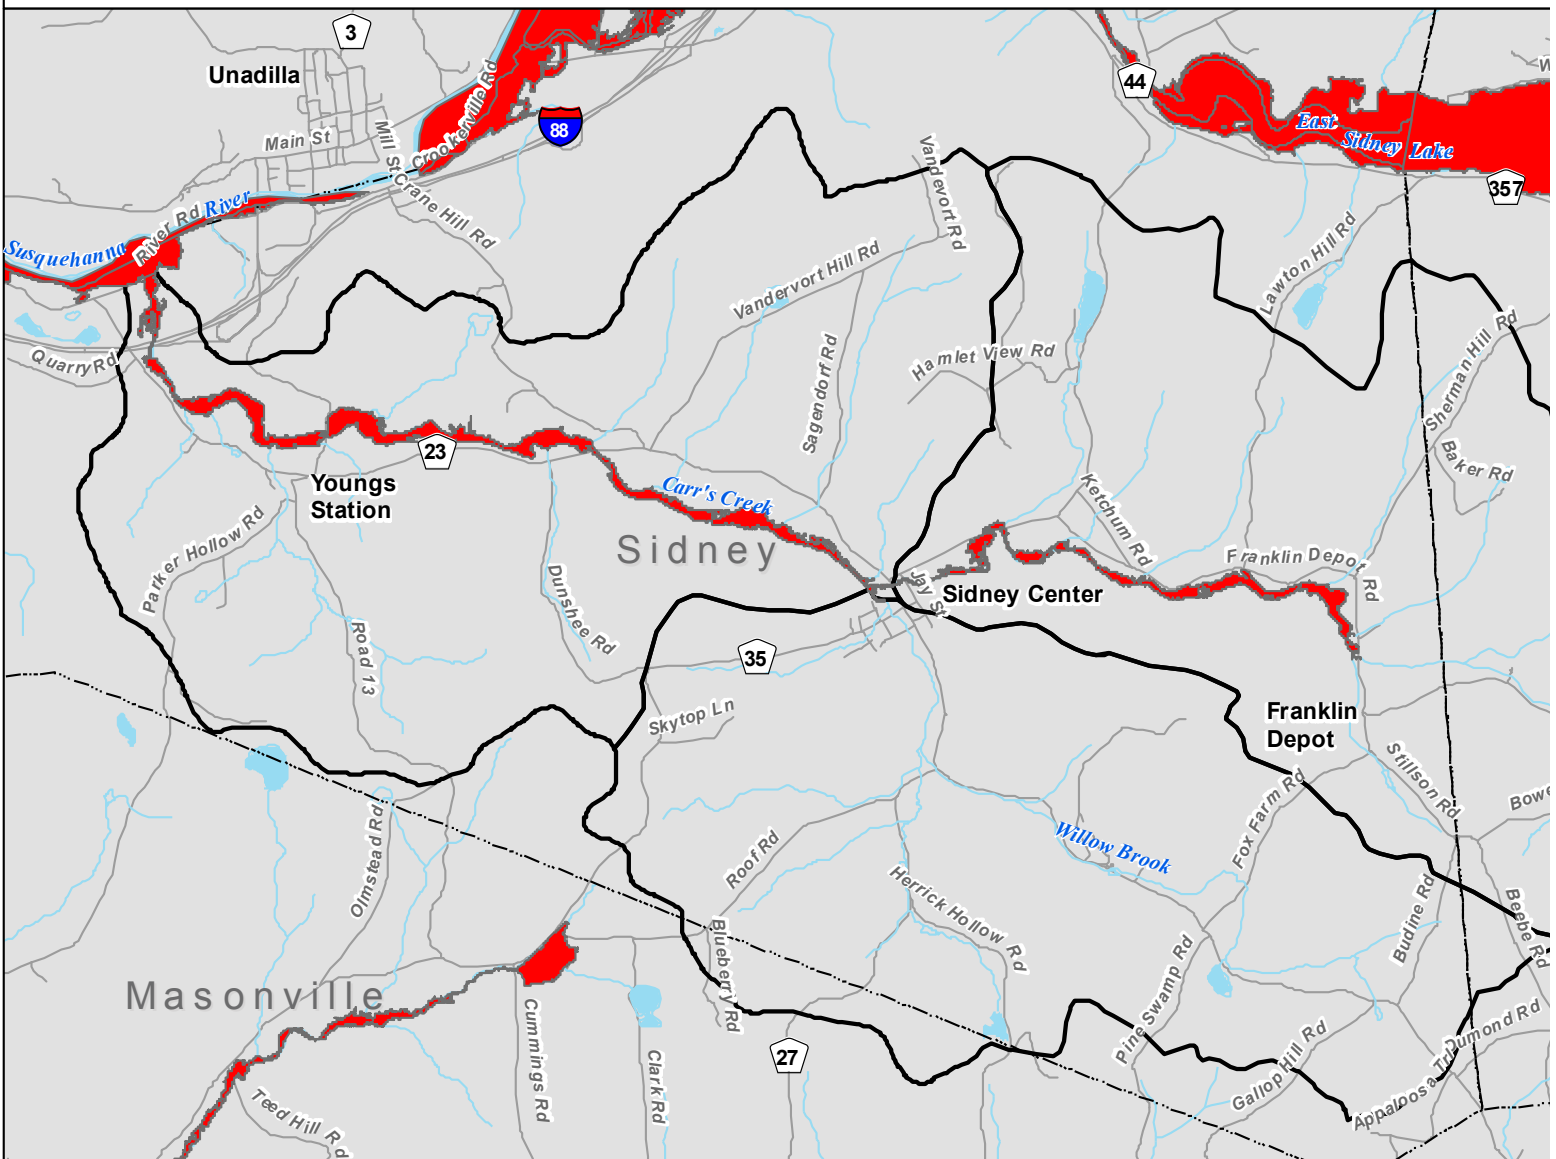 3
Unadilla
44
Crookerville Rd
88
East Sidney Lake
Main St
Mill St
357
Vandevort Rd
Crane Hill Rd
River Rd
River
Susquehanna
Lawton Hill Rd
Vandervort Hill Rd
Quarry Rd
Hamlet View Rd
Sagendorf Rd
Sherman Hill Rd
23
Baker Rd
Youngs
Station
Carr's Creek
Ketchum Rd
Parker Hollow Rd
Sidney
Franklin Depot Rd
Dunshee Rd
Jay St
Sidney Center
Road 13
35
Skytop Ln
Franklin
Depot
Stillson Rd
Bowe
Fox Farm Rd
Olmstead Rd
Roof Rd
Willow Brook
Herrick Hollow Rd
Budine Rd
Beebe Rd
Blueberry Rd
Pine Swamp Rd
Masonville
Cummings Rd
Clark Rd
27
Gallop Hill Rd
Dumond Rd
Appaloosa Trl
Teed Hill Rd